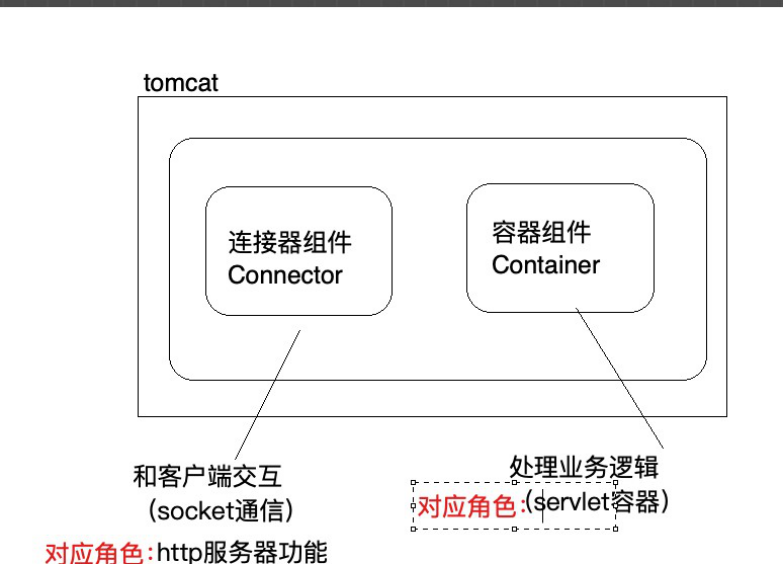 tomcat
连接器组件
Connector
容器组件
Container
和客户端交互
（socket通信）
对应角色：http服务器功能
处理业务逻辑
对应角色：（servlet容器）